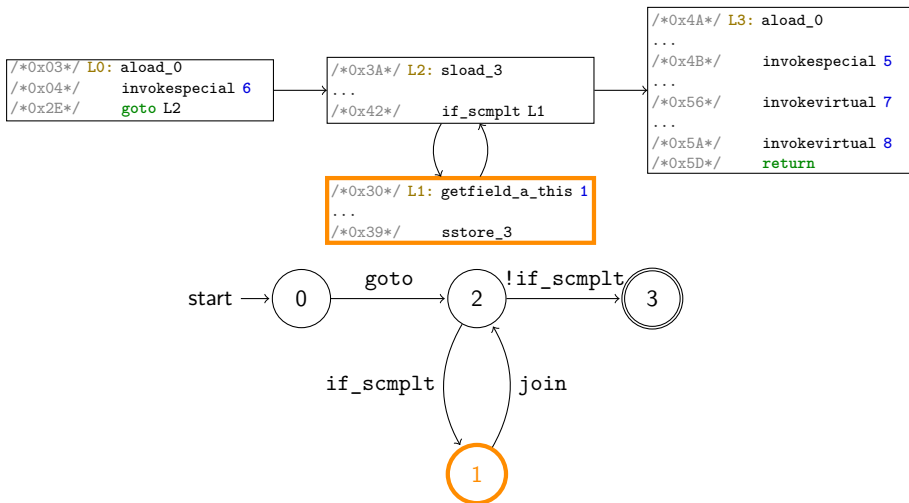 /*0x03*/ L0: aload_0
/*0x04*/ invokespecial 6
/*0x2E*/ goto L2
/*0x3A*/ L2: sload_3
...
/*0x42*/ if_scmplt L1
/*0x4A*/ L3: aload_0
...
/*0x4B*/ invokespecial 5
...
/*0x56*/ invokevirtual 7
...
/*0x5A*/ invokevirtual 8
/*0x5D*/ return
/*0x30*/ L1: getfield_a_this 1
...
/*0x39*/ sstore_3
start
0
goto
2
!if_scmplt
3
if_scmplt
join
1